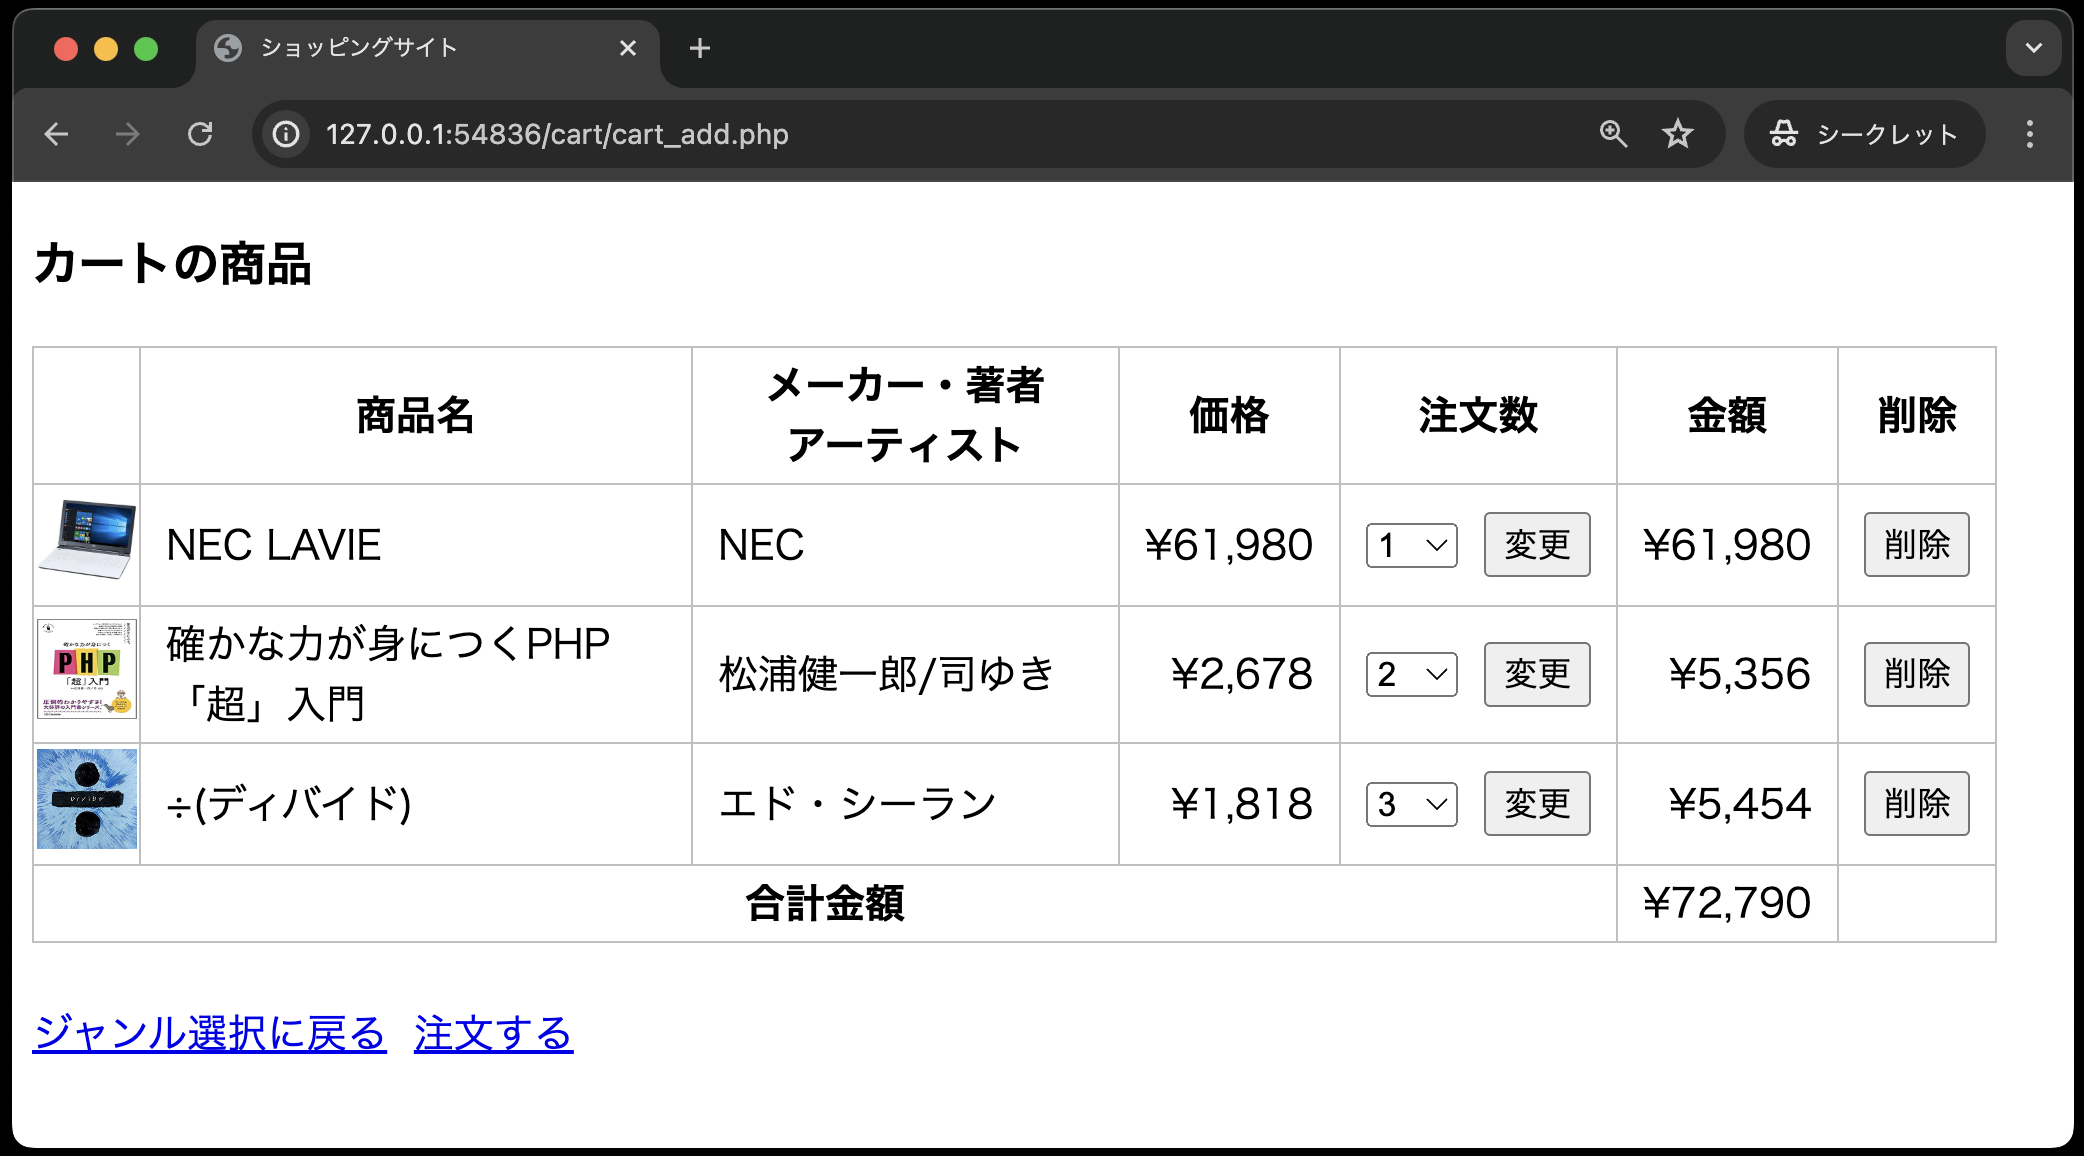 ショッピングサイト
127.0.0.1:54836/cart/cart_add.php
シークレット
カートの商品
商品名
メーカー・著者
アーティスト
価格
注文数
金額
削除
NEC LAVIE
NEC
¥61,980
1
変更
¥61,980
削除
PHP
「超」入門
確かな力が身につくPHP
「超」入門
松浦健一郎/司ゆき
¥2,678
2
変更
¥5,356
削除
÷(ディバイド)
エド・シーラン
¥1,818
3
変更
¥5,454
削除
合計金額
¥72,790
ジャンル選択に戻る
注文する